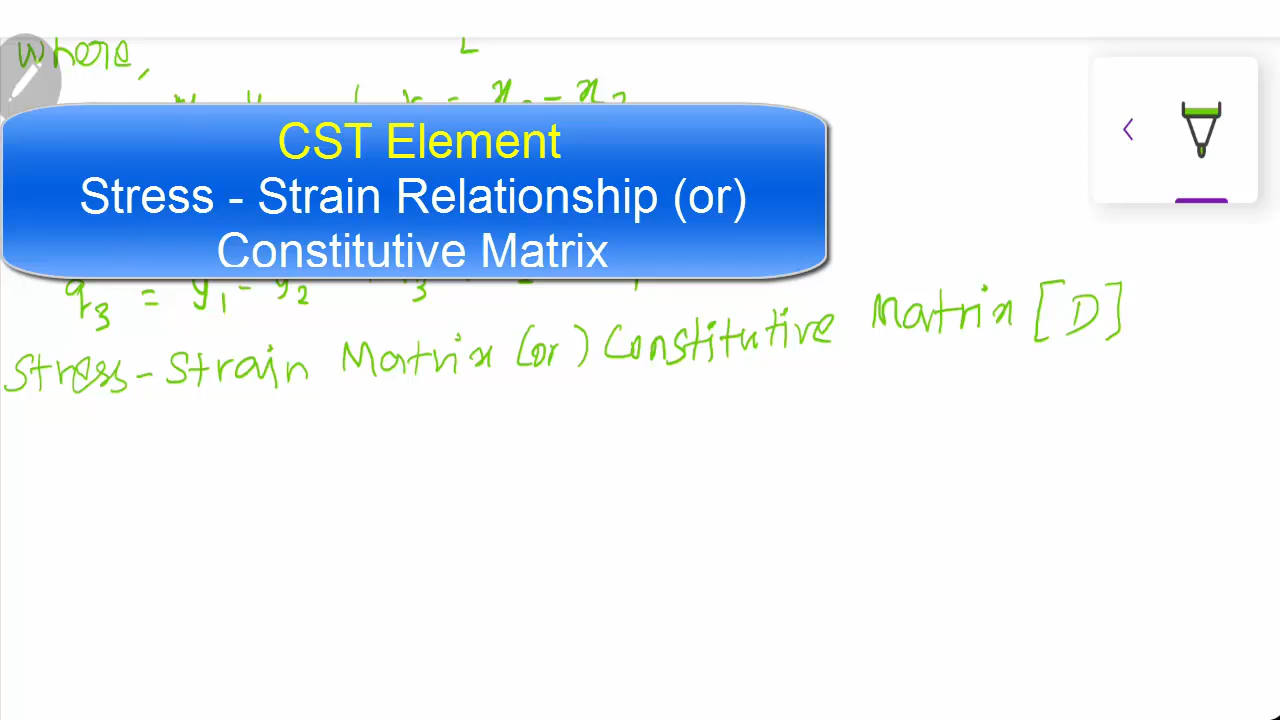 where,
CST Element
Stress - Strain Relationship (or)
Constitutive Matrix
q3 = y1 - y2
Stress - Strain Matrix (or) Constitutive Matrix [D]